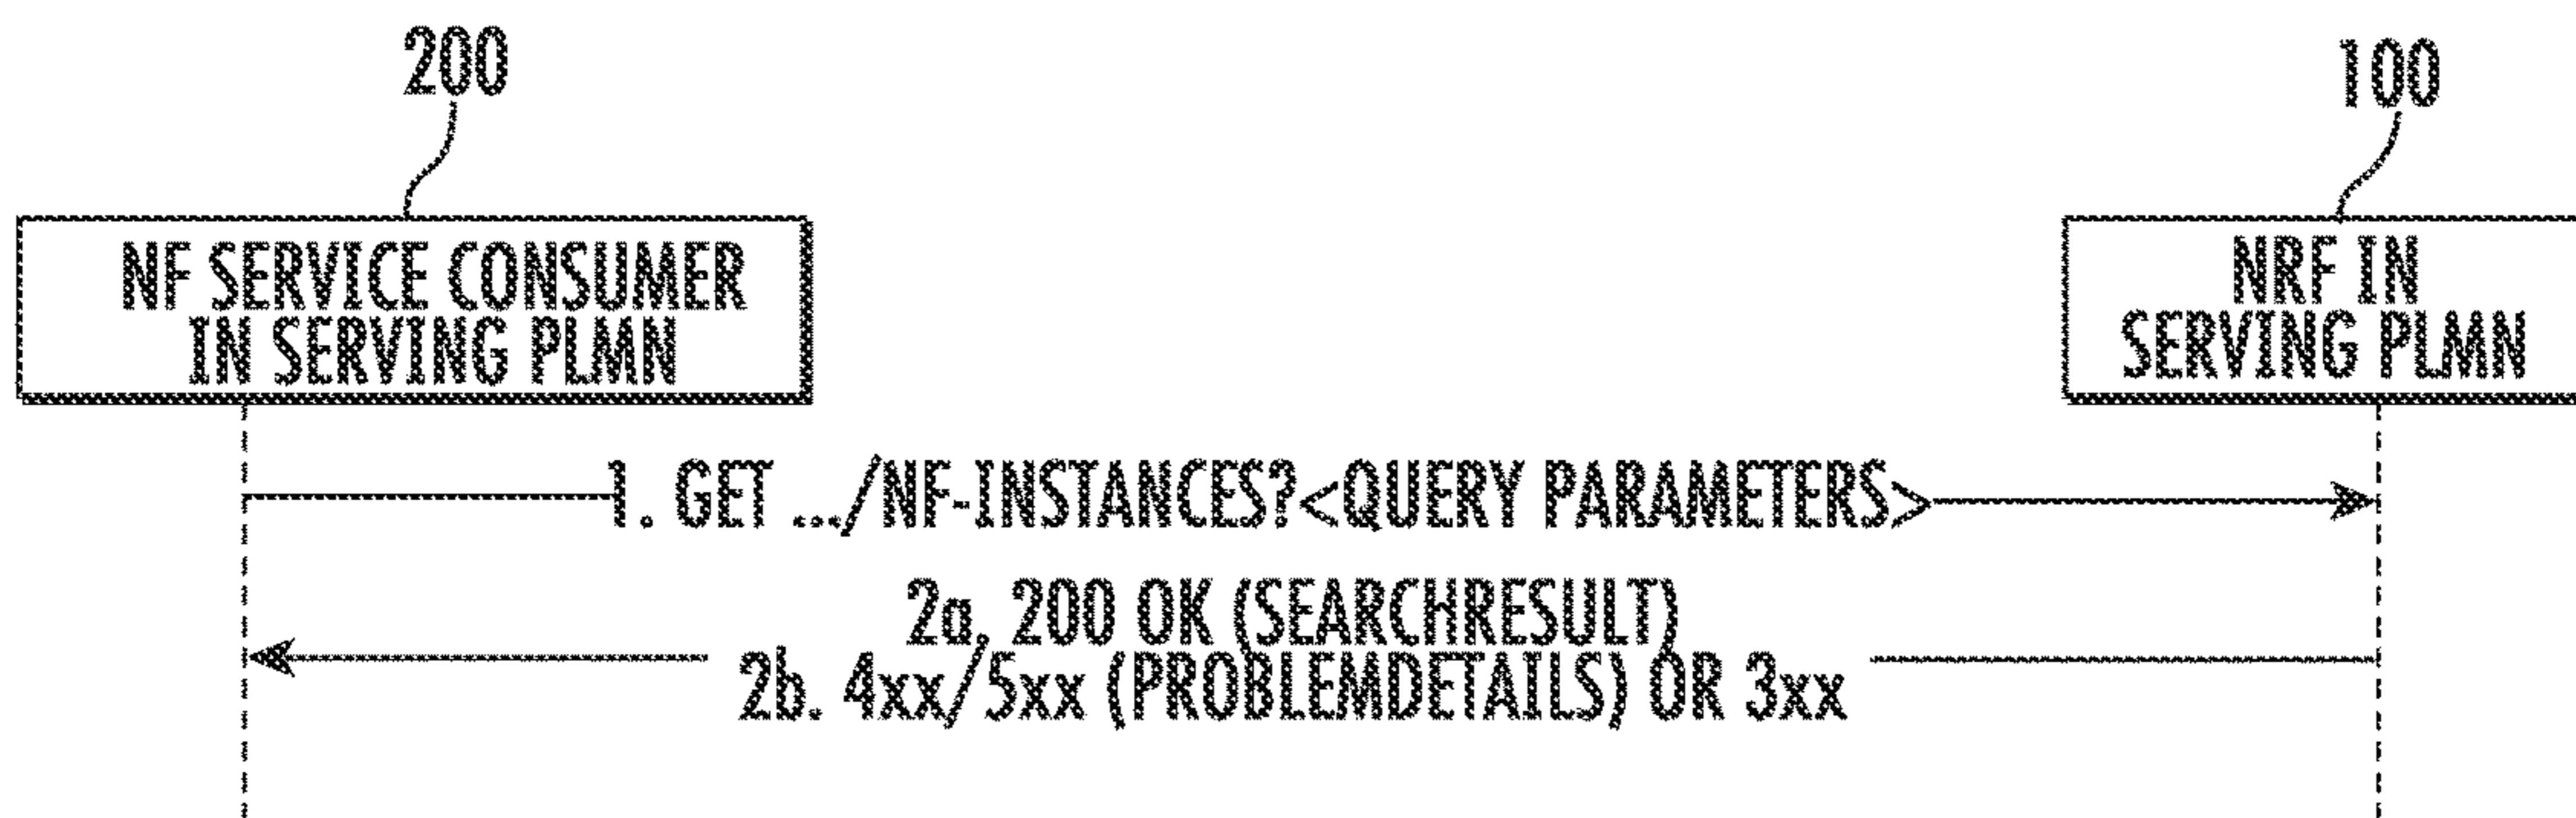 200
100
NF SERVICE CONSUMER
IN SERVING PLMN
NRF IN
SERVING PLMN
1. GET .../NF-INSTANCES?<QUERY PARAMETERS>
2a. 200 OK (SEARCHRESULT)
2b. 4xx/5xx (PROBLEMDETAILS) OR 3xx